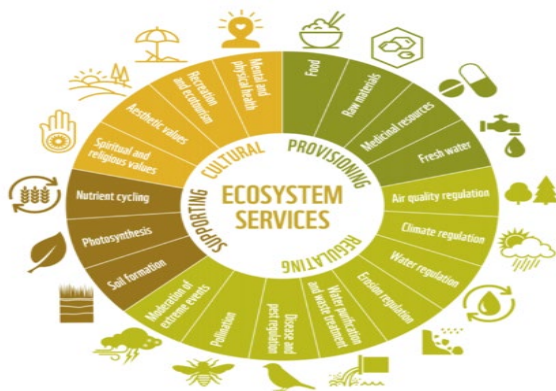 ECOSYSTEM
SERVICES
PROVISIONING
Food
Raw materials
Medicinal resources
Fresh water
REGULATING
Air quality regulation
Climate regulation
Water regulation
Erosion regulation
Water purification
and waste treatment
Disease and
pest regulation
Pollination
Moderation of
extreme events
SUPPORTING
Soil formation
Photosynthesis
Nutrient cycling
CULTURAL
Spiritual and
religious values
Aesthetic values
Recreation
and ecotourism
Mental and
physical health